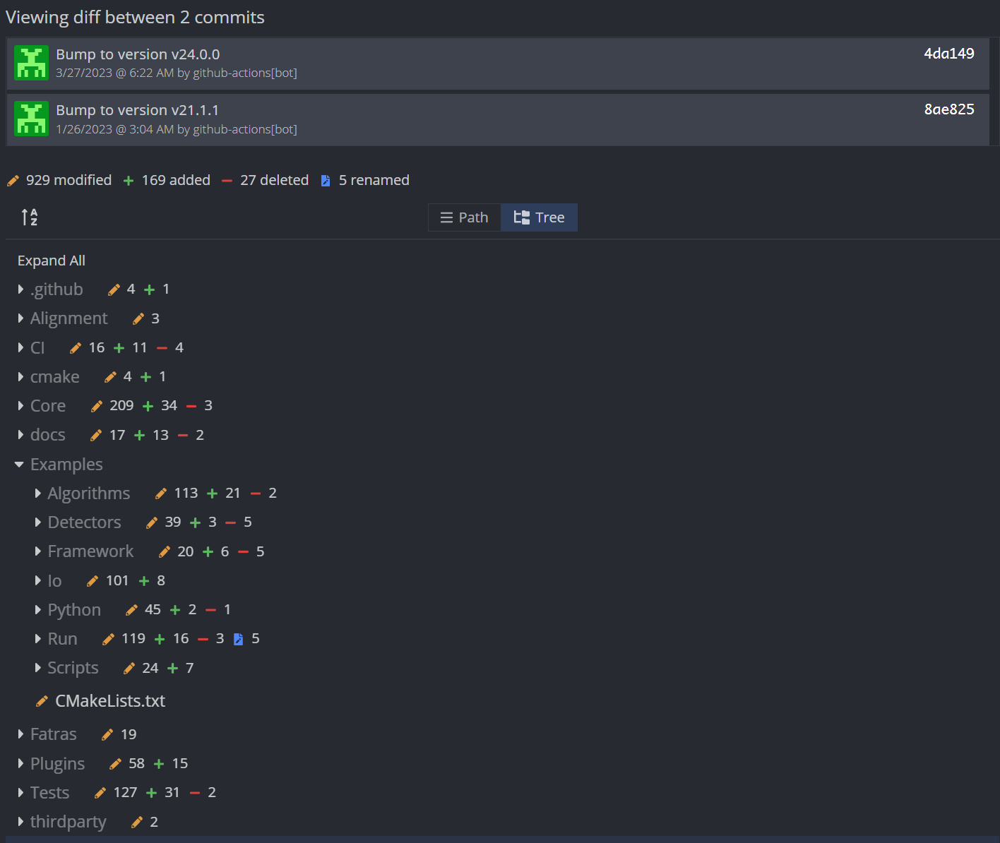 Viewing diff between 2 commits
Bump to version v24.0.0
4da149
3/27/2023 @ 6:22 AM by github-actions[bot]
Bump to version v21.1.1
8ae825
1/26/2023 @ 3:04 AM by github-actions[bot]
929 modified + 169 added − 27 deleted 5 renamed
A Z
Path Tree
Expand All
.github 4 + 1
Alignment 3
CI 16 + 11 − 4
cmake 4 + 1
Core 209 + 34 − 3
docs 17 + 13 − 2
Examples
Algorithms 113 + 21 − 2
Detectors 39 + 3 − 5
Framework 20 + 6 − 5
Io 101 + 8
Python 45 + 2 − 1
Run 119 + 16 − 3 5
Scripts 24 + 7
CMakeLists.txt
Fatras 19
Plugins 58 + 15
Tests 127 + 31 − 2
thirdparty 2